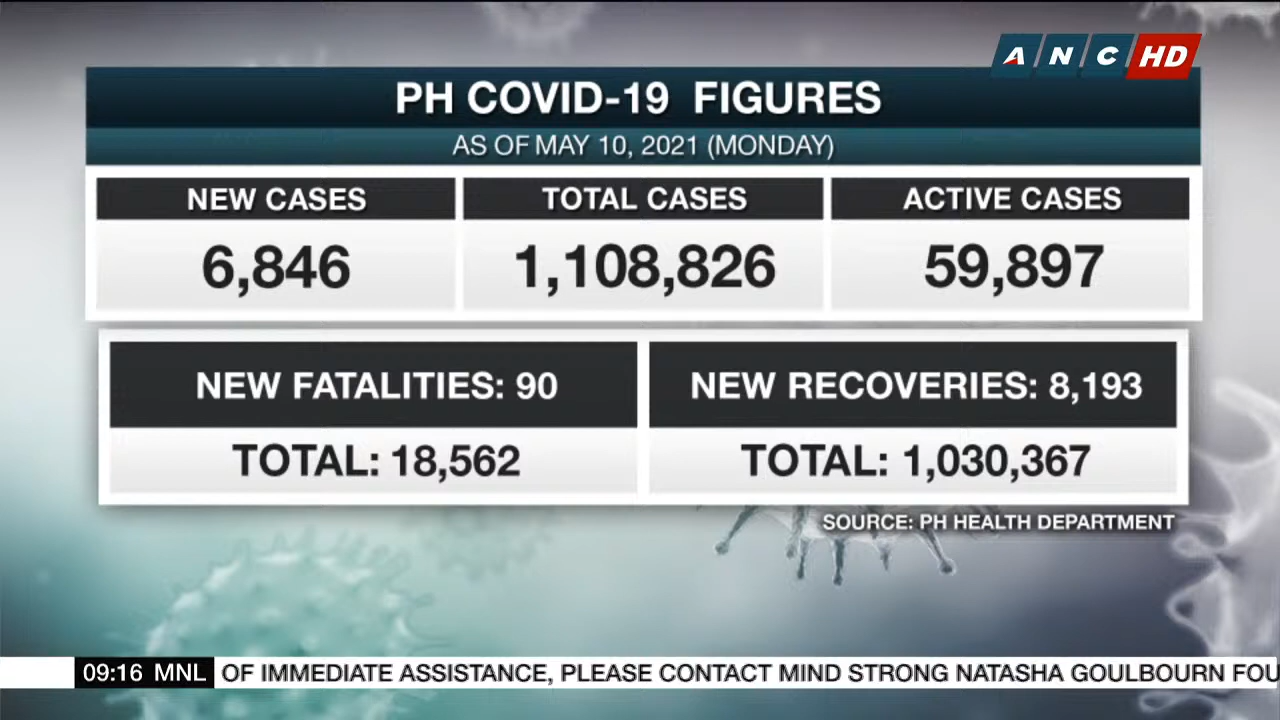 ANC HD
PH COVID-19 FIGURES
AS OF MAY 10, 2021 (MONDAY)
NEW CASES
TOTAL CASES
ACTIVE CASES
6,846
1,108,826
59,897
NEW FATALITIES: 90
NEW RECOVERIES: 8,193
TOTAL: 18,562
TOTAL: 1,030,367
SOURCE: PH HEALTH DEPARTMENT
09:16 MNL
OF IMMEDIATE ASSISTANCE, PLEASE CONTACT MIND STRONG NATASHA GOULBOURN FOU